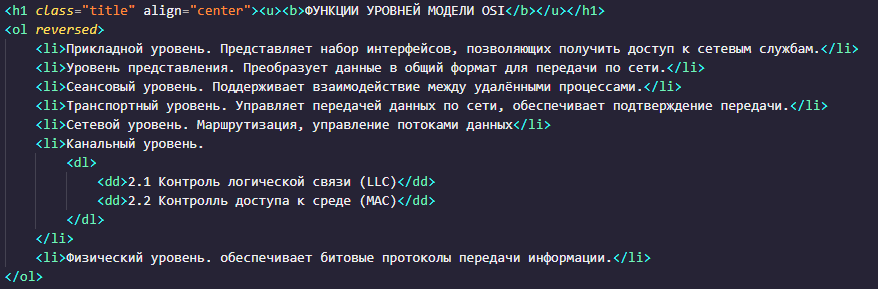 <h1 class="title" align="center"><u><b>ФУНКЦИИ УРОВНЕЙ МОДЕЛИ OSI</b></u></h1>
<ol reversed>
<li>Прикладной уровень. Представляет набор интерфейсов, позволяющих получить доступ к сетевым службам.</li>
<li>Уровень представления. Преобразует данные в общий формат для передачи по сети.</li>
<li>Сеансовый уровень. Поддерживает взаимодействие между удалёнными процессами.</li>
<li>Транспортный уровень. Управляет передачей данных по сети, обеспечивает подтверждение передачи.</li>
<li>Сетевой уровень. Маршрутизация, управление потоками данных</li>
<li>Канальный уровень.
<dl>
<dd>2.1 Контроль логической связи (LLC)</dd>
<dd>2.2 Контролль доступа к среде (MAC)</dd>
</dl>
</li>
<li>Физический уровень. обеспечивает битовые протоколы передачи информации.</li>
</ol>